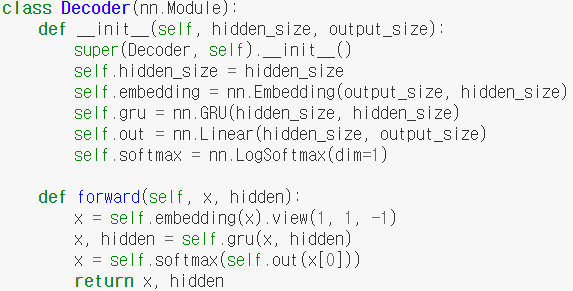 class Decoder(nn.Module):
    def __init__(self, hidden_size, output_size):
        super(Decoder, self).__init__()
        self.hidden_size = hidden_size
        self.embedding = nn.Embedding(output_size, hidden_size)
        self.gru = nn.GRU(hidden_size, hidden_size)
        self.out = nn.Linear(hidden_size, output_size)
        self.softmax = nn.LogSoftmax(dim=1)

    def forward(self, x, hidden):
        x = self.embedding(x).view(1, 1, -1)
        x, hidden = self.gru(x, hidden)
        x = self.softmax(self.out(x[0]))
        return x, hidden